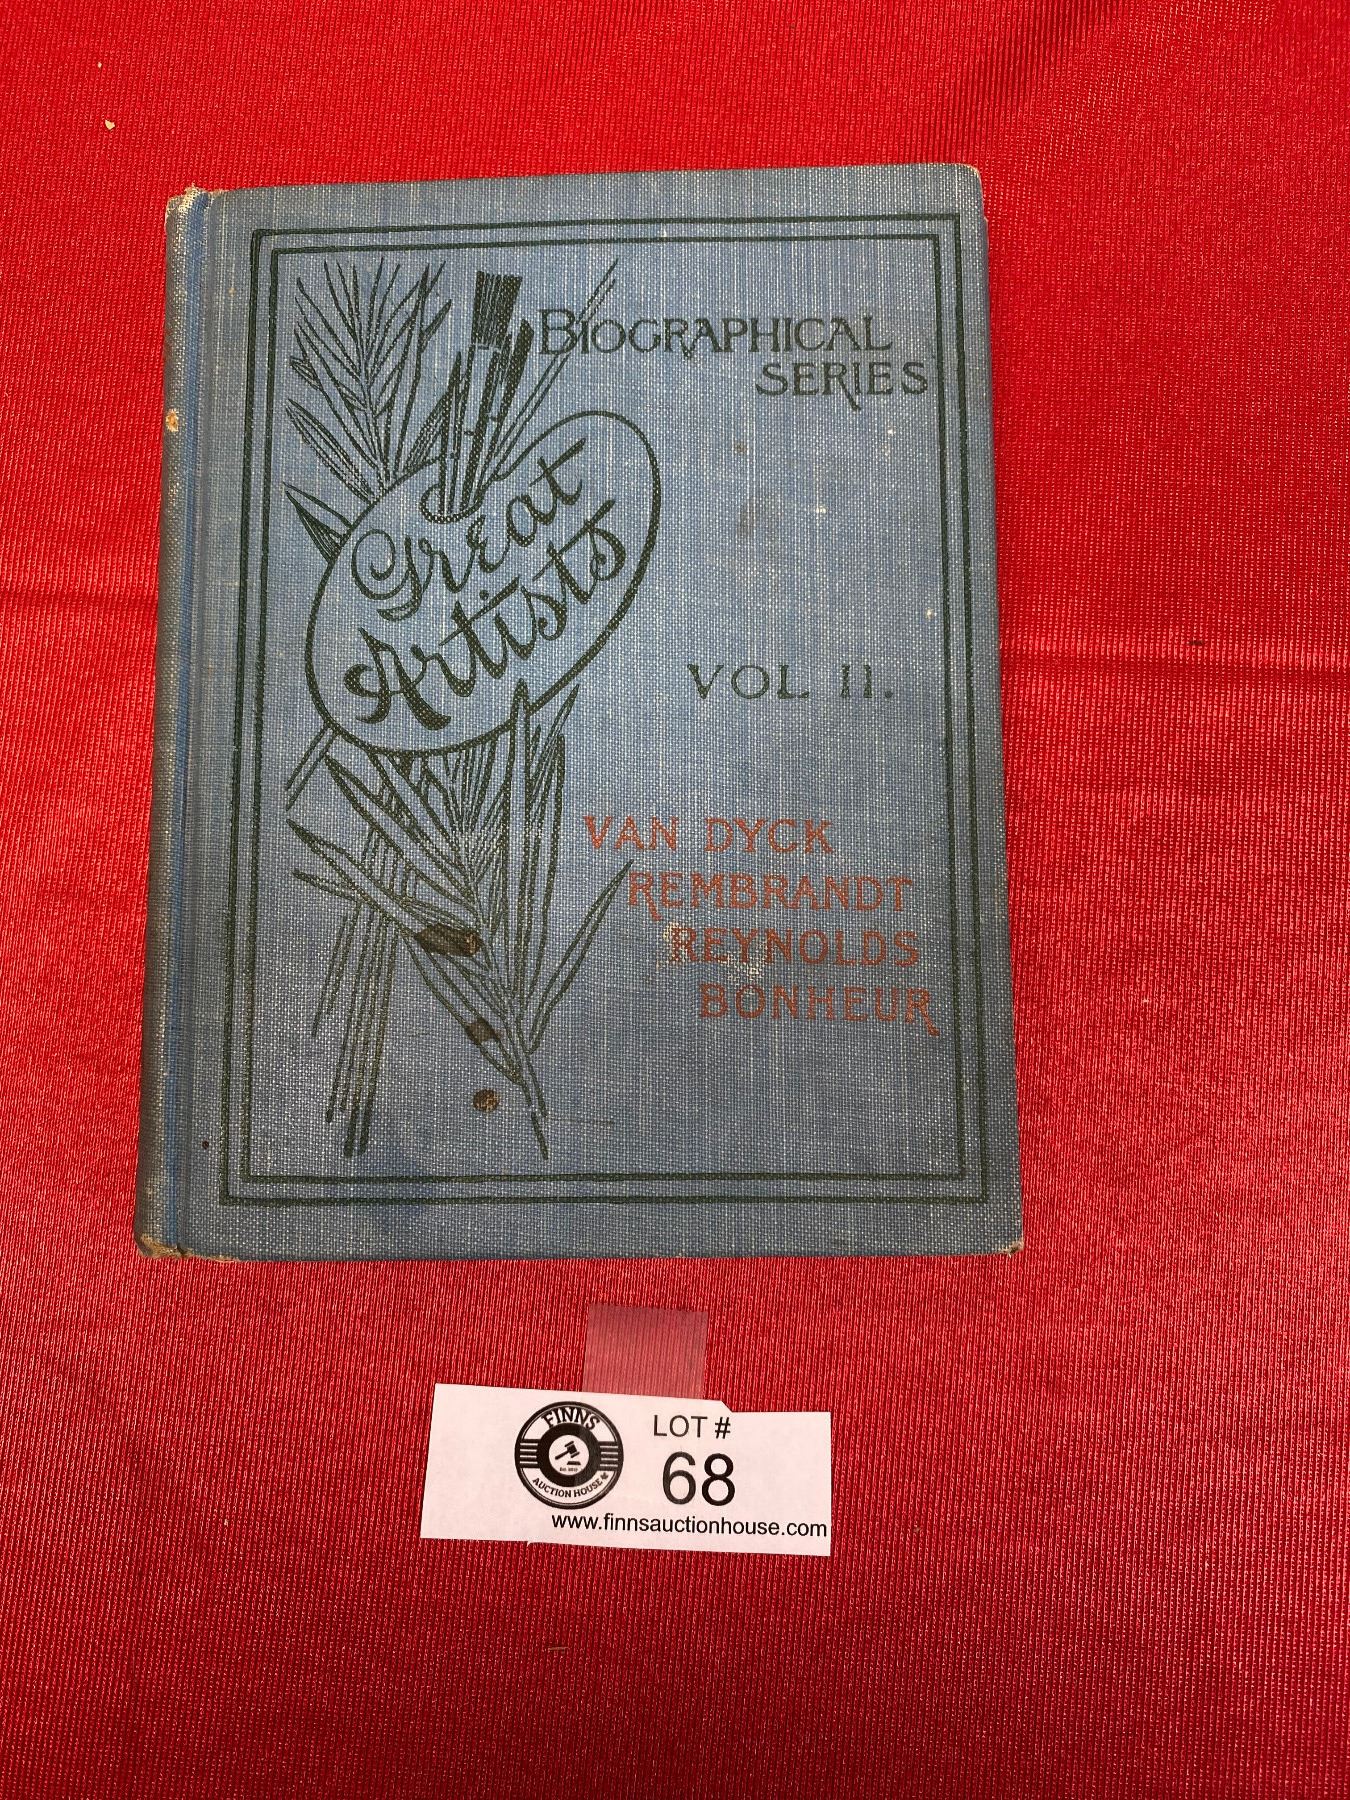 BIOGRAPHICAL
SERIES
Great
Artists
VOL II.
VAN DYCK
REMBRANDT
REYNOLDS
BONHEUR
FINNS
AUCTION HOUSE
LOT #
68
www.finnsauctionhouse.com